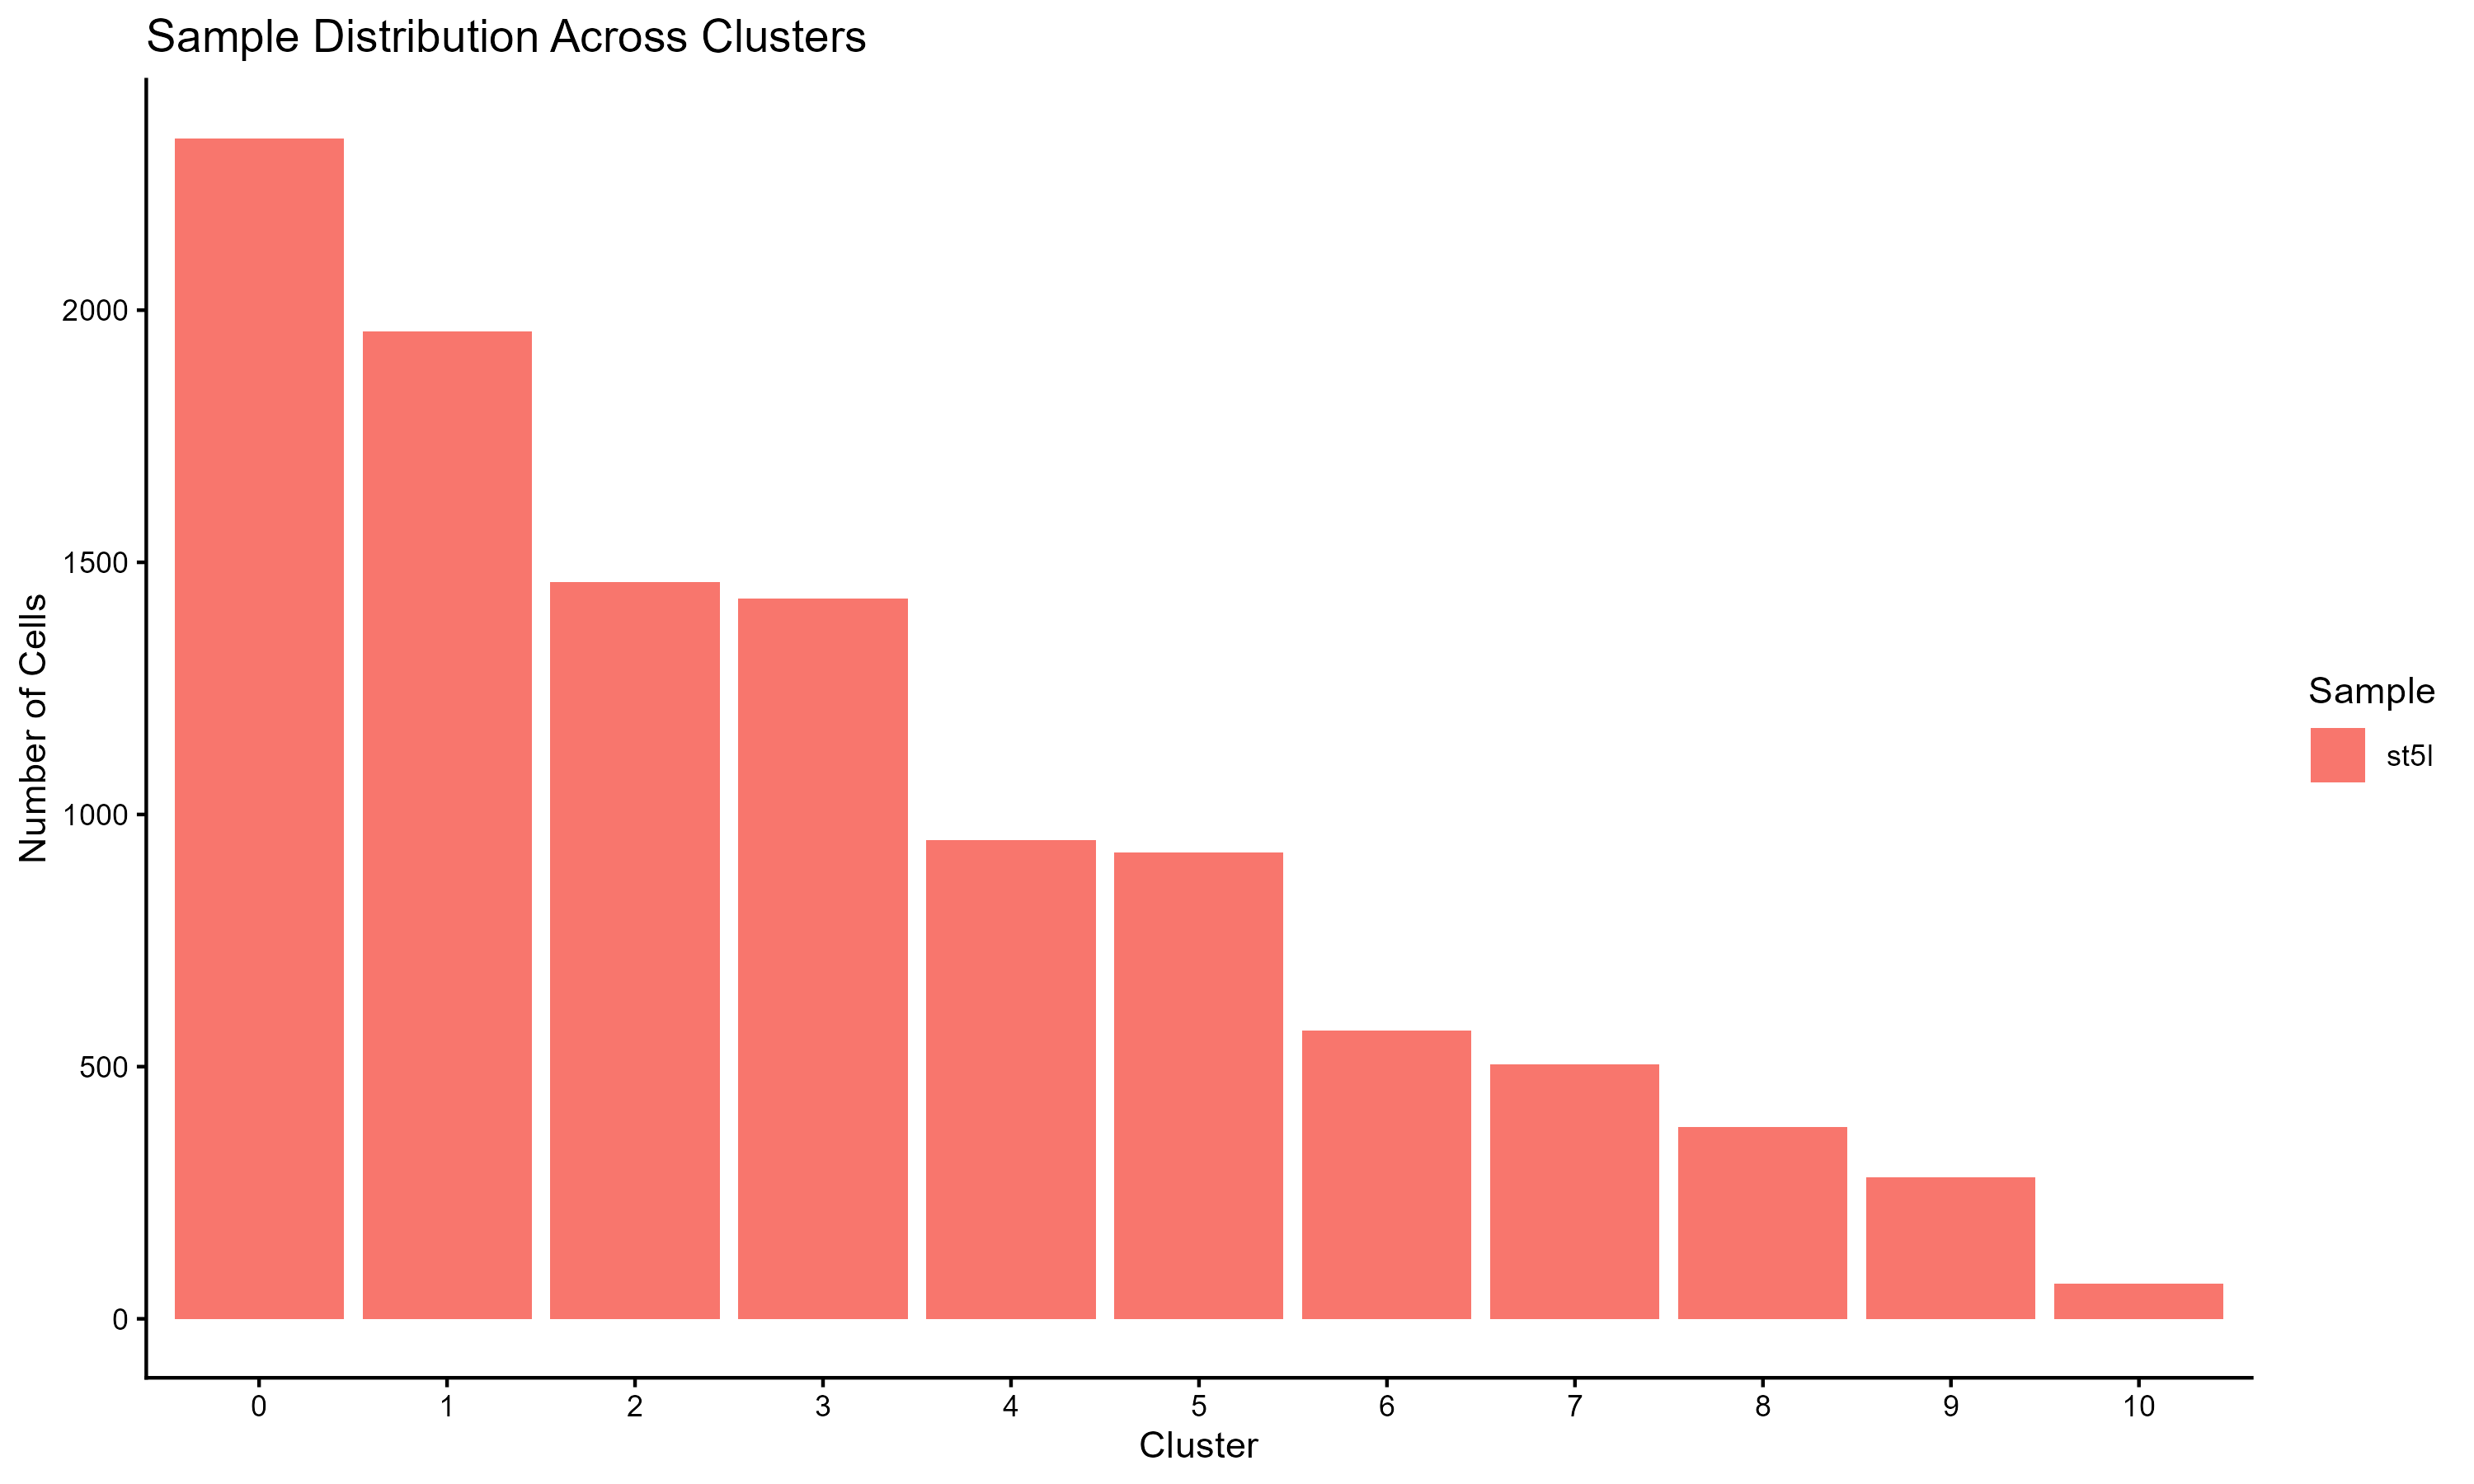 Sample Distribution Across Clusters
Number of Cells
2000
1500
1000
500
0
0 1 2 3 4 5 6 7 8 9 10
Cluster
Sample
st5l